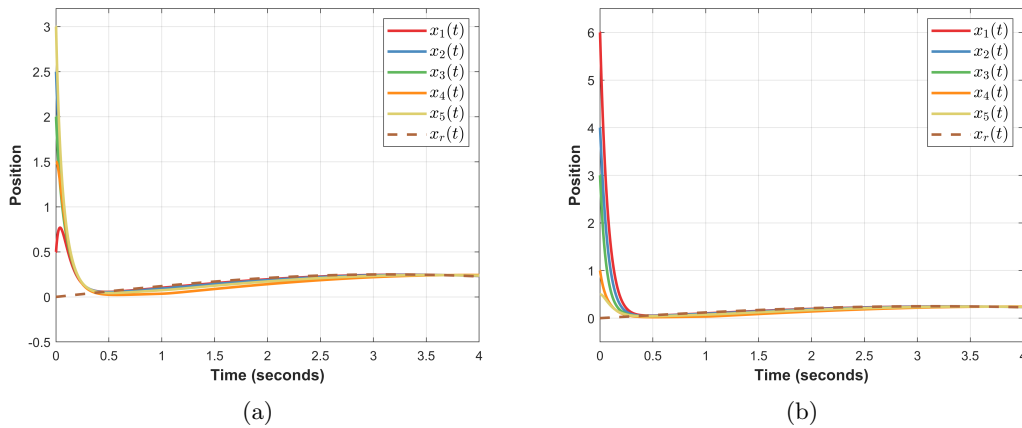 3
2.5
2
1.5
1
0.5
0
-0.5
0
0.5
1
1.5
2
2.5
3
3.5
4
Position
Time (seconds)
x₁(t)
x₂(t)
x₃(t)
x₄(t)
x₅(t)
xᵣ(t)
(a)
6
5
4
3
2
1
0
0
0.5
1
1.5
2
2.5
3
3.5
4
Position
Time (seconds)
x₁(t)
x₂(t)
x₃(t)
x₄(t)
x₅(t)
xᵣ(t)
(b)